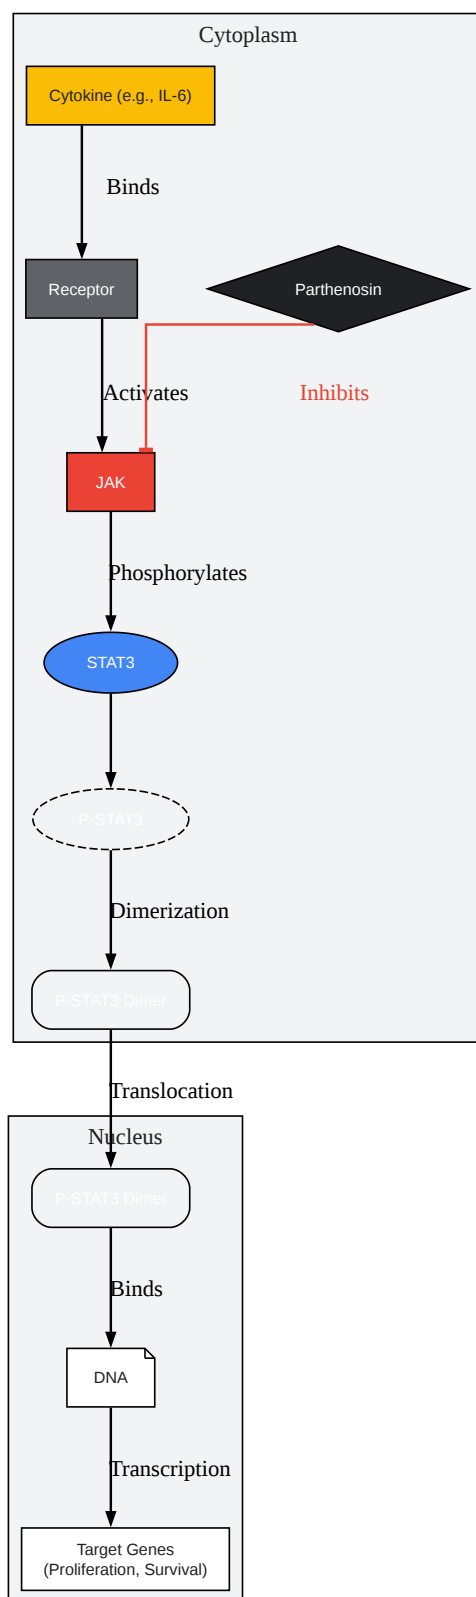 Cytoplasm
Cytokine (e.g., IL-6)
Binds
Receptor
Parthenosin
Activates
Inhibits
JAK
Phosphorylates
STAT3
P-STAT3
Dimerization
P-STAT3 Dimer
Translocation
Nucleus
P-STAT3 Dimer
Binds
DNA
Transcription
Target Genes
(Proliferation, Survival)